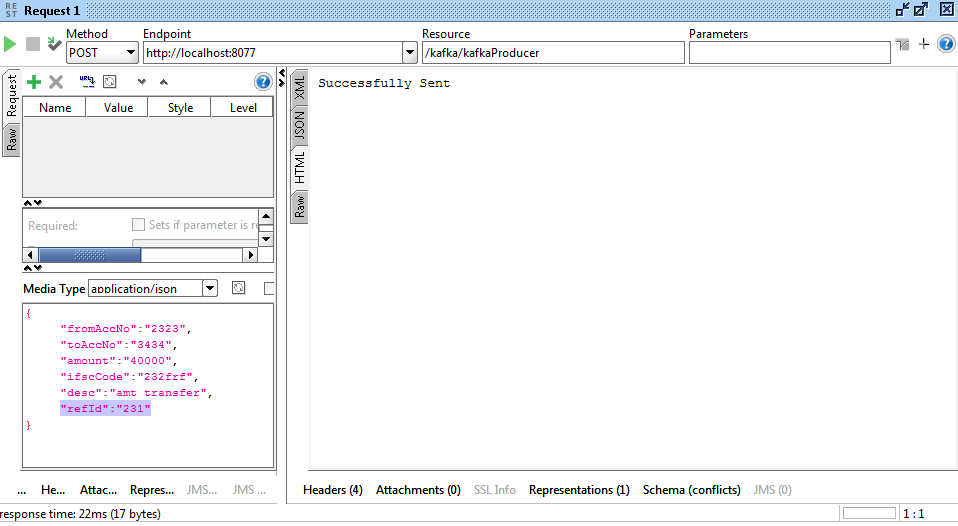 RE ST Request 1
Method Endpoint Resource Parameters
POST http://localhost:8077 /kafka/kafkaProducer
Request
Raw
Name Value Style Level
Required: Sets if parameter is re
Media Type application/json
{
"fromAccNo":"2323",
"toAccNo":"3434",
"amount":"40000",
"ifscCode":"232frf",
"desc":"amt transfer",
"refId":"231"
}
... He... Attac... Repres... JMS... JMS ...
XML
JSON
HTML
Raw
Successfully Sent
Headers (4) Attachments (0) SSL Info Representations (1) Schema (conflicts) JMS (0)
response time: 22ms (17 bytes)
1 : 1